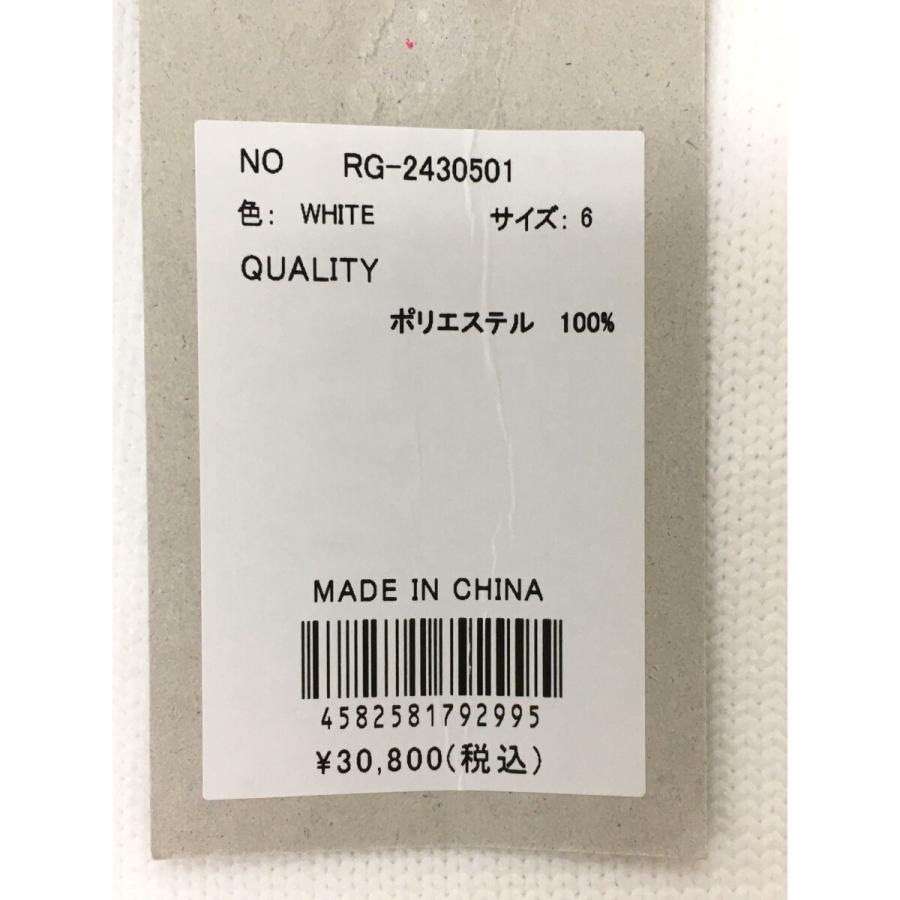 NO RG-2430501
色: WHITE サイズ: 6
QUALITY
ポリエステル 100%
MADE IN CHINA
4582581792995
¥30,800(税込)